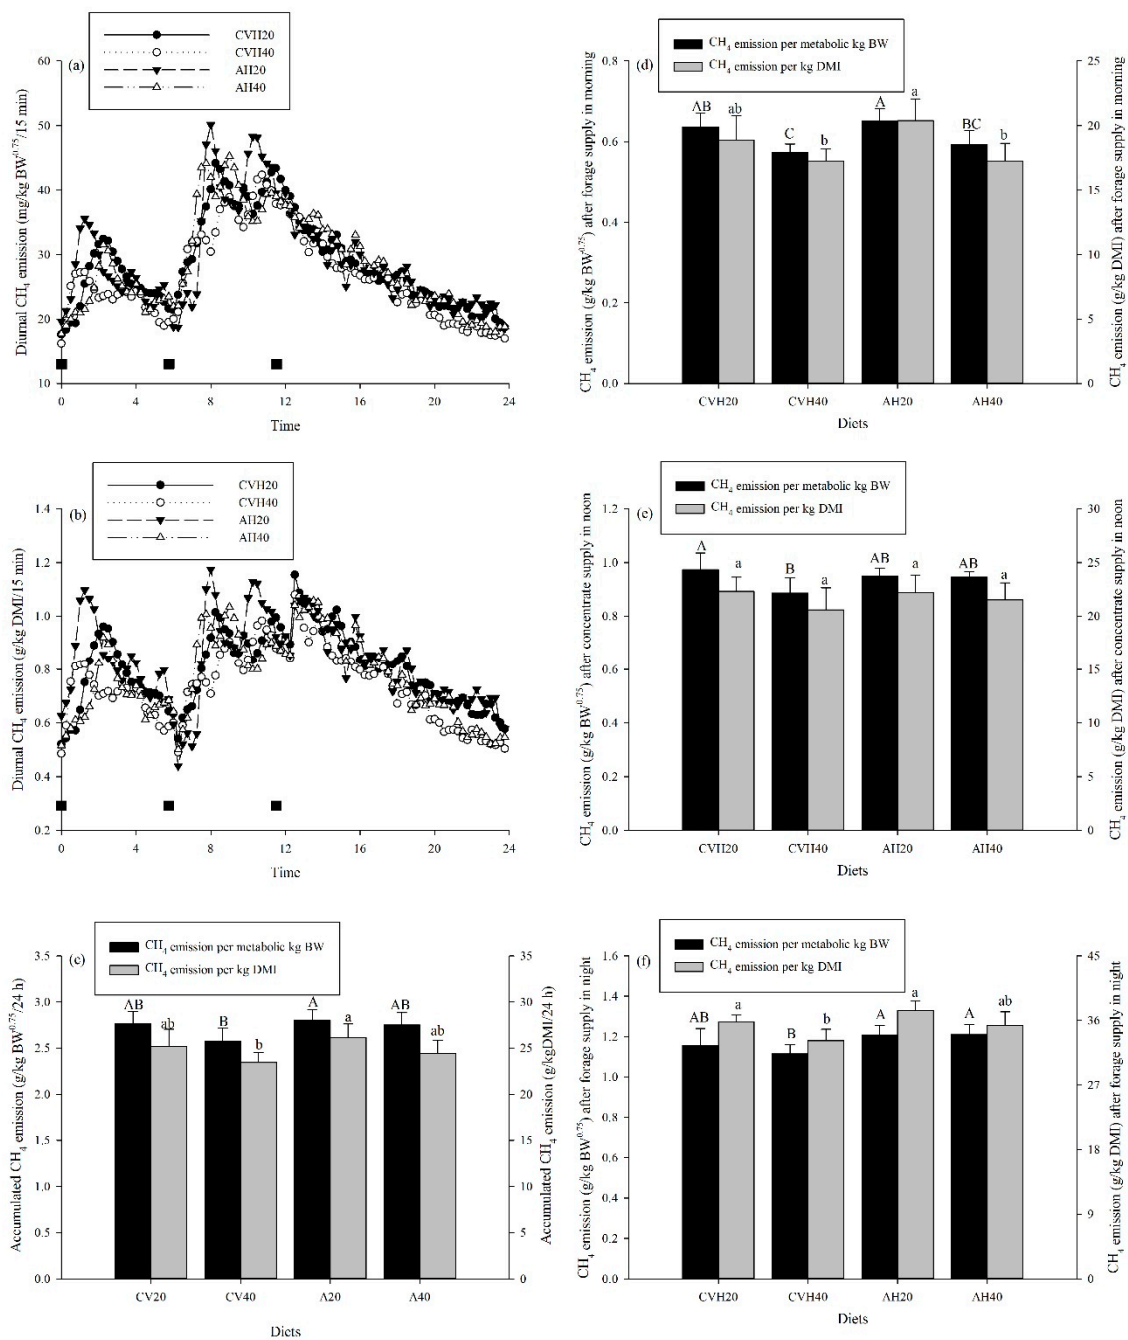 CVH20
CVH40
AH20
AH40
(a)
Diurnal CH4 emission (mg/kg BW^0.75/15 min)
60
50
40
30
20
10
0 4 8 12 16 20 24
Time
CH4 emission per metabolic kg BW
CH4 emission per kg DMI
(d)
CH4 emission (g/kg BW^0.75) after forage supply in morning
0.8
0.6
0.4
0.2
0.0
AB ab C b A a BC b
25
20
15
10
5
0
CH4 emission (g/kg DMI) after forage supply in morning
CVH20 CVH40 AH20 AH40
Diets
CVH20
CVH40
AH20
AH40
(b)
Diurnal CH4 emission (g/kg DMI/15 min)
1.4
1.2
1.0
0.8
0.6
0.4
0.2
0 4 8 12 16 20 24
Time
CH4 emission per metabolic kg BW
CH4 emission per kg DMI
(e)
CH4 emission (g/kg BW^0.75) after concentrate supply in noon
1.2
1.0
0.8
0.6
0.4
0.2
0.0
A a B a AB a AB a
30
25
20
15
10
5
0
CH4 emission (g/kg DMI) after concentrate supply in noon
CVH20 CVH40 AH20 AH40
Diets
CH4 emission per metabolic kg BW
CH4 emission per kg DMI
(c)
Accumulated CH4 emission (g/kg BW^0.75/24 h)
3.5
3.0
2.5
2.0
1.5
1.0
0.5
0.0
AB ab B b A a AB ab
35
30
25
20
15
10
5
0
Accumulated CH4 emission (g/kgDMI/24 h)
CV20 CV40 A20 A40
Diets
CH4 emission per metabolic kg BW
CH4 emission per kg DMI
(f)
CH4 emission (g/kg BW^0.75) after forage supply in night
1.6
1.4
1.2
1.0
0.8
0.6
0.4
0.2
0.0
AB a B b A a A ab
45
36
27
18
9
0
CH4 emission (g/kg DMI) after forage supply in night
CVH20 CVH40 AH20 AH40
Diets